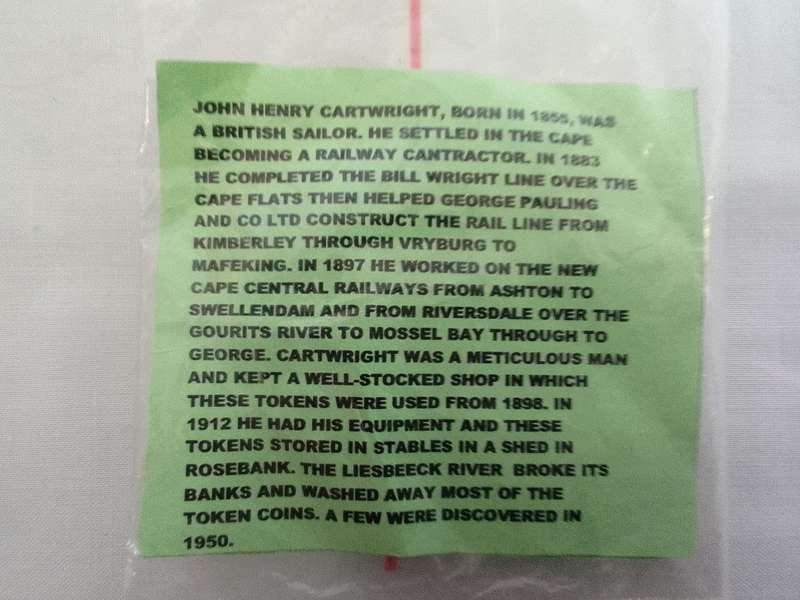 JOHN HENRY CARTWRIGHT, BORN IN 1855, WAS
A BRITISH SAILOR. HE SETTLED IN THE CAPE
BECOMING A RAILWAY CANTRACTOR. IN 1883
HE COMPLETED THE BILL WRIGHT LINE OVER THE
CAPE FLATS THEN HELPED GEORGE PAULING
AND CO LTD CONSTRUCT THE RAIL LINE FROM
KIMBERLEY THROUGH VRYBURG TO
MAFEKING. IN 1897 HE WORKED ON THE NEW
CAPE CENTRAL RAILWAYS FROM ASHTON TO
SWELLENDAM AND FROM RIVERSDALE OVER THE
GOURITS RIVER TO MOSSEL BAY THROUGH TO
GEORGE. CARTWRIGHT WAS A METICULOUS MAN
AND KEPT A WELL-STOCKED SHOP IN WHICH
THESE TOKENS WERE USED FROM 1898. IN
1912 HE HAD HIS EQUIPMENT AND THESE
TOKENS STORED IN STABLES IN A SHED IN
ROSEBANK. THE LIESBEECK RIVER BROKE ITS
BANKS AND WASHED AWAY MOST OF THE
TOKEN COINS. A FEW WERE DISCOVERED IN
1950.